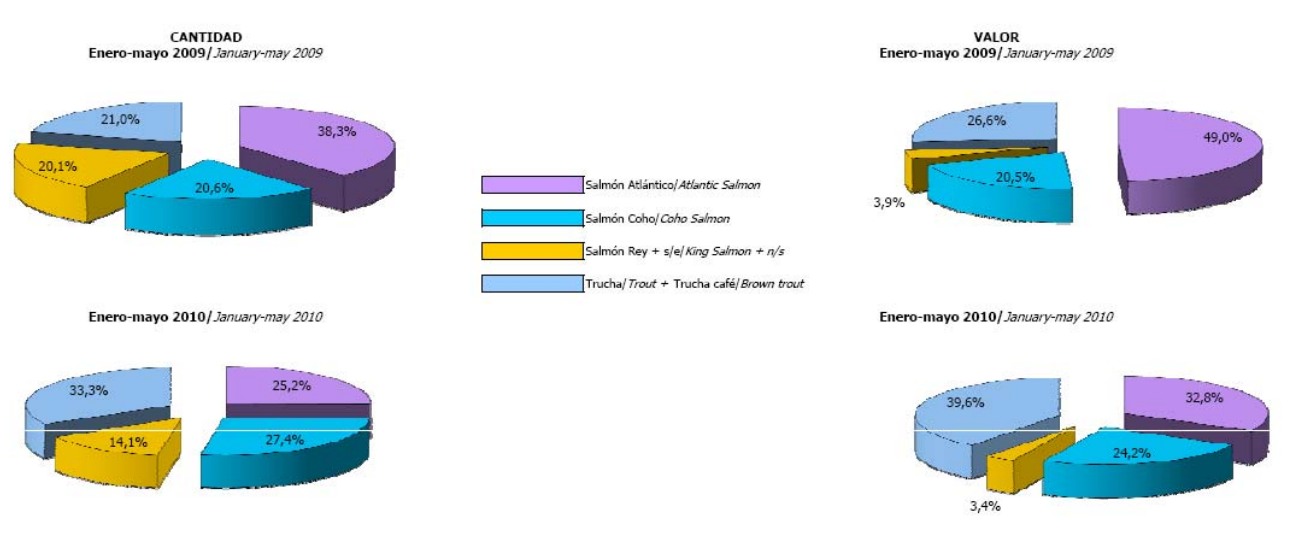 CANTIDAD
Enero-mayo 2009/January-may 2009
21,0%
38,3%
20,1%
20,6%
VALOR
Enero-mayo 2009/January-may 2009
26,6%
49,0%
20,5%
3,9%
Salmón Atlántico/Atlantic Salmon
Salmón Coho/Coho Salmon
Salmón Rey + s/e/King Salmon + n/s
Trucha/Trout + Trucha café/Brown trout
Enero-mayo 2010/January-may 2010
33,3%
25,2%
14,1%
27,4%
Enero-mayo 2010/January-may 2010
39,6%
32,8%
24,2%
3,4%